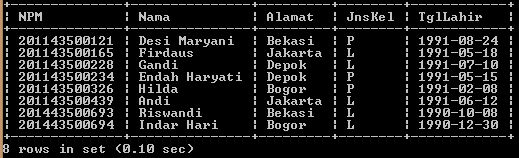 NPM Nama Alamat JnsKel TglLahir
201143500121 Desi Maryani Bekasi P 1991-08-24
201143500165 Firdaus Jakarta L 1991-05-18
201143500228 Gandi Depok L 1991-07-10
201143500234 Endah Haryati Depok P 1991-05-15
201143500326 Hilda Bogor P 1991-02-08
201143500439 Andi Jakarta L 1991-06-12
201443500693 Riswandi Bekasi L 1990-10-08
201443500694 Indar Hari Bogor L 1990-12-30
8 rows in set (0.10 sec)